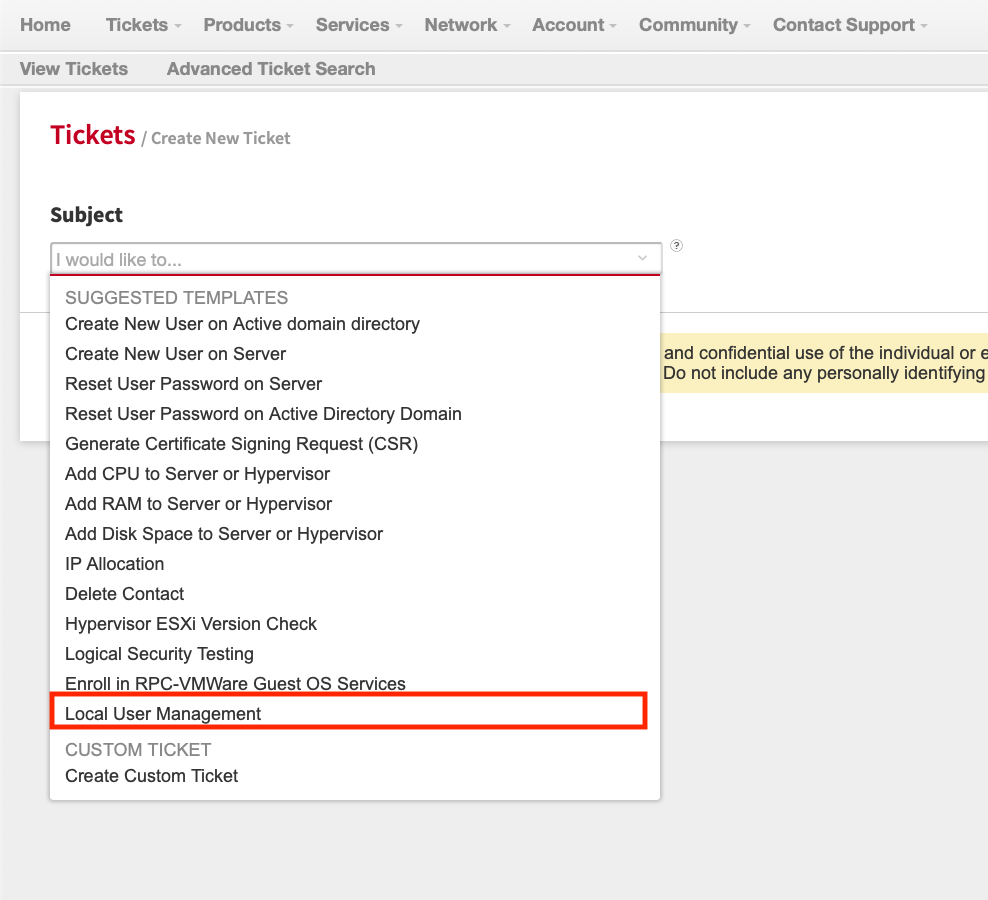 Home Tickets Products Services Network Account Community Contact Support
View Tickets Advanced Ticket Search
Tickets / Create New Ticket
Subject
I would like to...
?
SUGGESTED TEMPLATES
Create New User on Active domain directory
Create New User on Server
and confidential use of the individual or e
Do not include any personally identifying
Reset User Password on Server
Reset User Password on Active Directory Domain
Generate Certificate Signing Request (CSR)
Add CPU to Server or Hypervisor
Add RAM to Server or Hypervisor
Add Disk Space to Server or Hypervisor
IP Allocation
Delete Contact
Hypervisor ESXi Version Check
Logical Security Testing
Enroll in RPC-VMWare Guest OS Services
Local User Management
CUSTOM TICKET
Create Custom Ticket